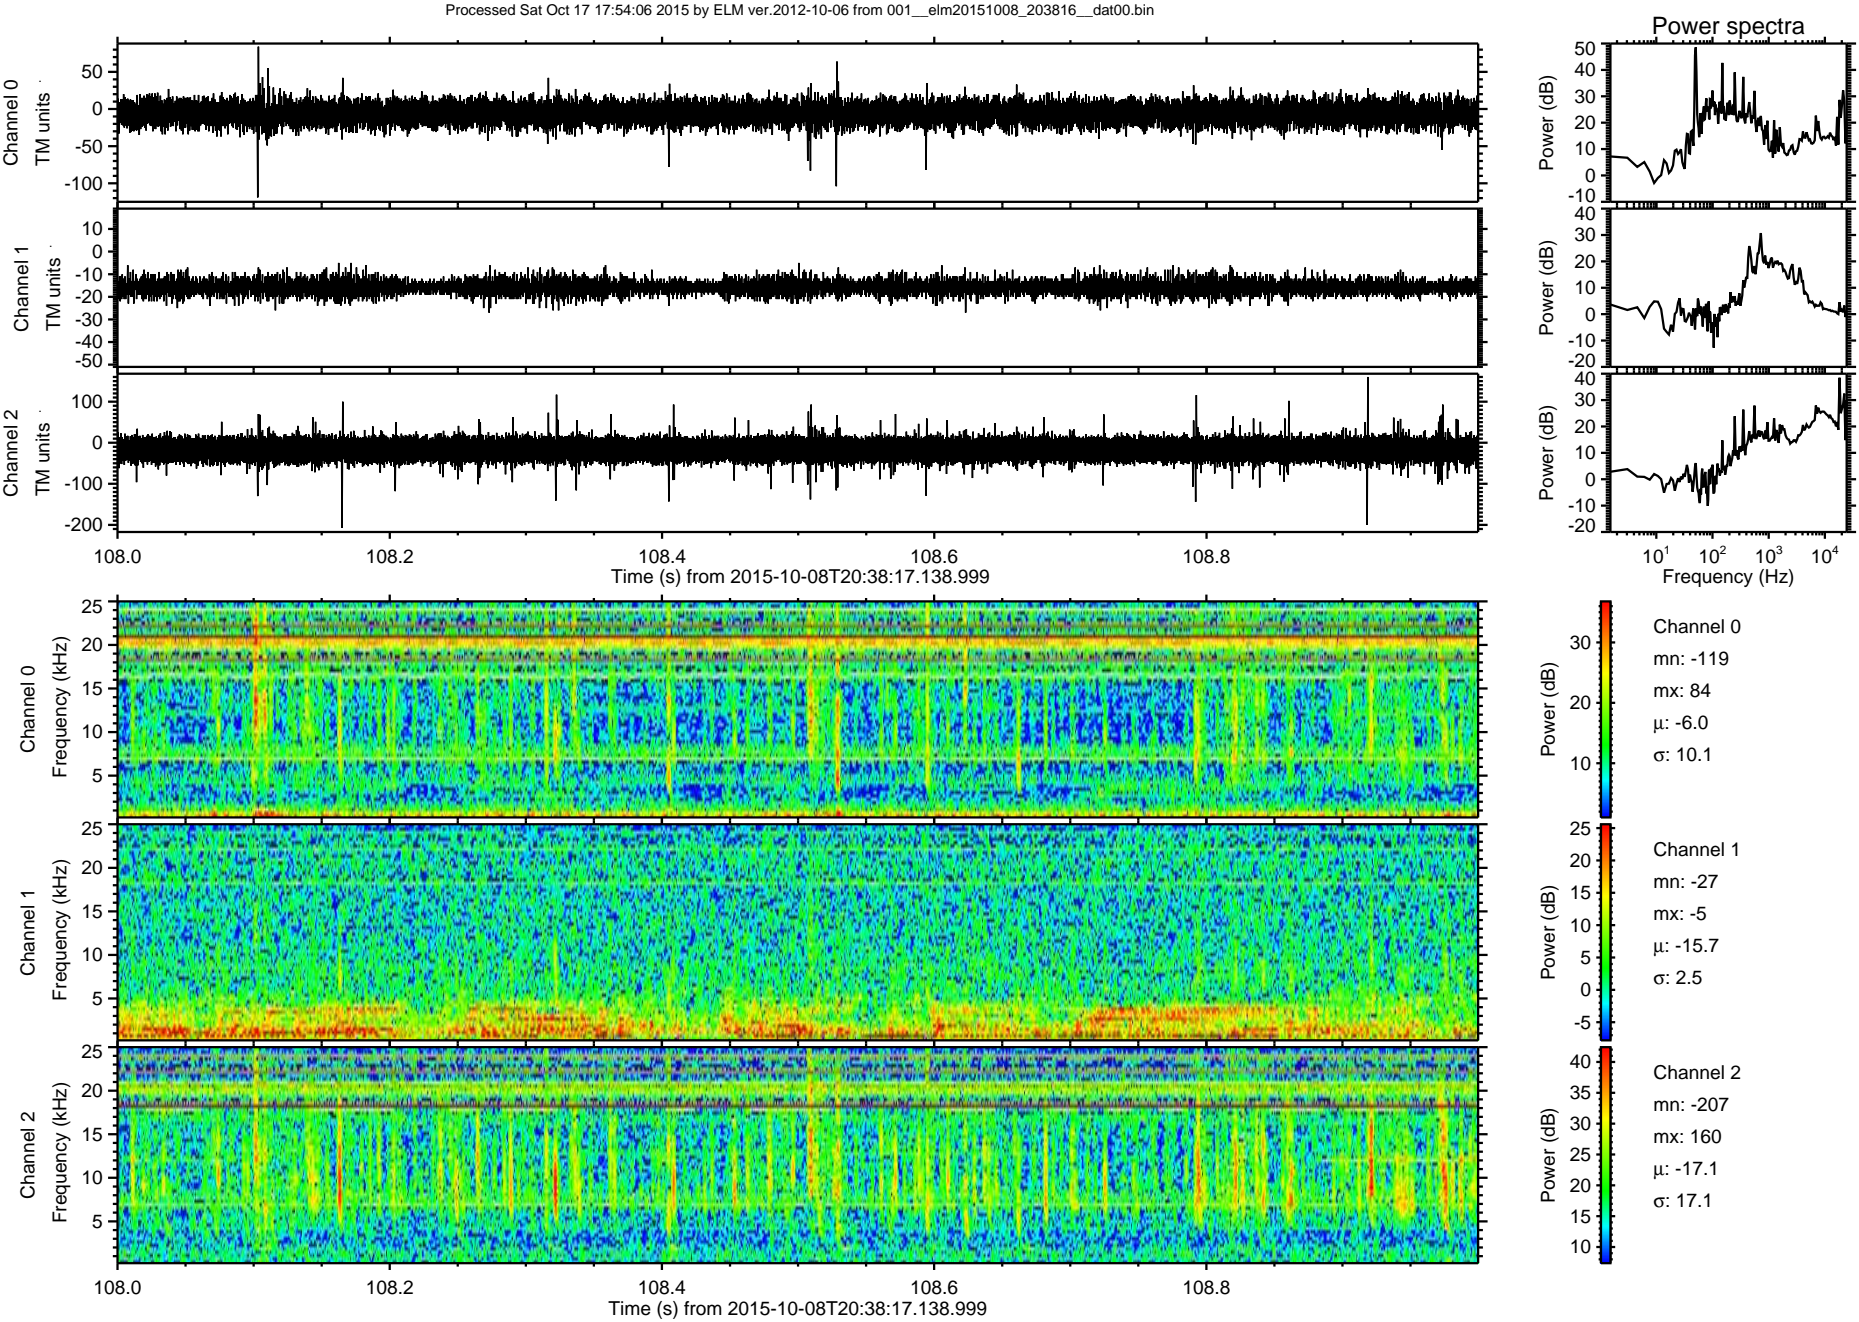 Processed Sat Oct 17 17:54:06 2015 by ELM ver.2012-10-06 from 001__elm20151008_203816__dat00.bin
Power spectra
Channel 0
TM units
50
0
-50
-100
Power (dB)
50
40
30
20
10
0
-10
Channel 1
TM units
10
0
-10
-20
-30
-40
-50
Power (dB)
40
30
20
10
0
-10
-20
Channel 2
TM units
100
0
-100
-200
Power (dB)
40
30
20
10
0
-10
-20
108.0 108.2 108.4 108.6 108.8
Time (s) from 2015-10-08T20:38:17.138.999
10¹ 10² 10³ 10⁴
Frequency (Hz)
Channel 0
Frequency (kHz)
25
20
15
10
5
Power (dB)
30
20
10
Channel 0
mn: -119
mx: 84
μ: -6.0
σ: 10.1
Channel 1
Frequency (kHz)
25
20
15
10
5
Power (dB)
25
20
15
10
5
0
-5
Channel 1
mn: -27
mx: -5
μ: -15.7
σ: 2.5
Channel 2
Frequency (kHz)
25
20
15
10
5
Power (dB)
40
35
30
25
20
15
10
Channel 2
mn: -207
mx: 160
μ: -17.1
σ: 17.1
108.0 108.2 108.4 108.6 108.8
Time (s) from 2015-10-08T20:38:17.138.999